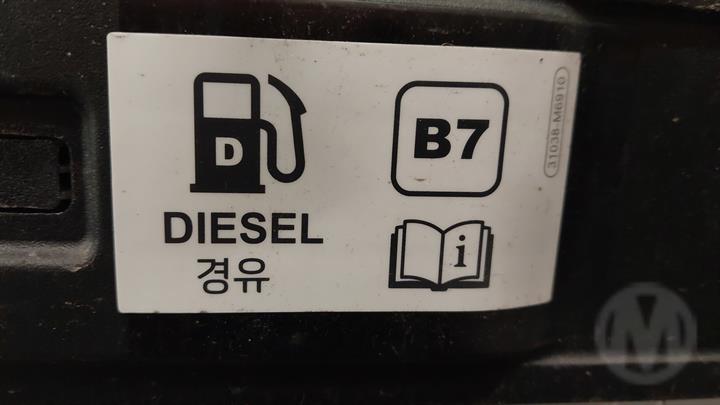 D
DIESEL
경유
B7
i
31038-M6910
M